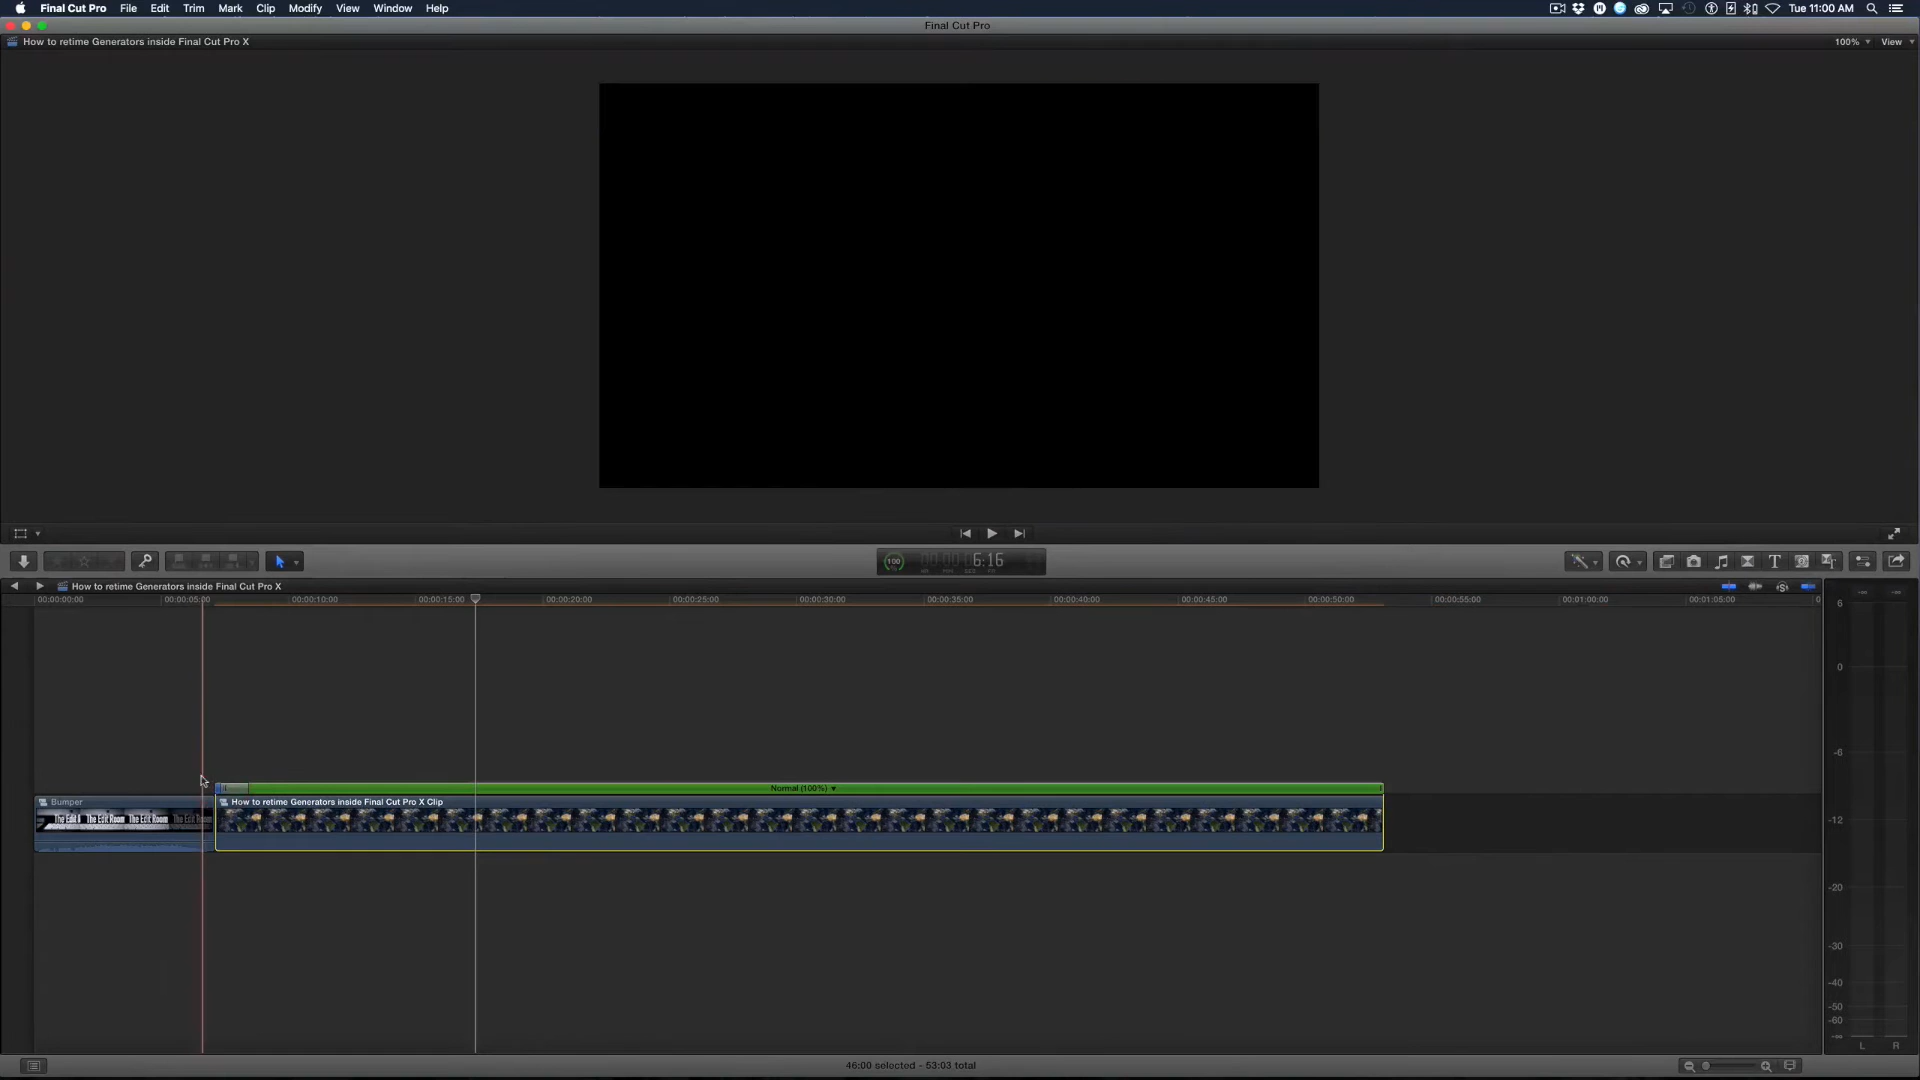 Final Cut Pro File Edit Trim Mark Clip Modify View Window Help Tue 11:00 AM
Final Cut Pro
How to retime Generators inside Final Cut Pro X 100% View
100 6:16
How to retime Generators inside Final Cut Pro X
00:00:00:00 00:00:05:00 00:00:10:00 00:00:15:00 00:00:20:00 00:00:25:00 00:00:30:00 00:00:35:00 00:00:40:00 00:00:45:00 00:00:50:00 00:00:55:00 00:01:00:00 00:01:05:00
6
0
-6
Normal (100%)
Bumper How to retime Generators inside Final Cut Pro X Clip
The Edit Room The Edit Room The Edit Room
-12
-20
-30
-40
-50
-60
L R
46:00 selected - 53:03 total